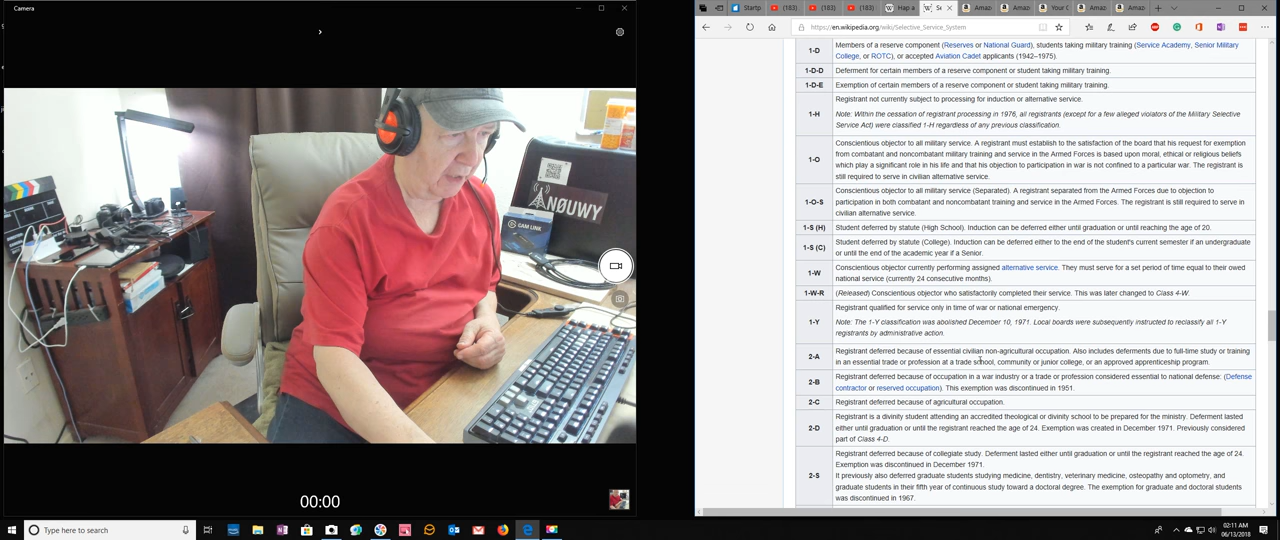 Camera
00:00
NØUWY
CAM LINK
Startp
(183)
(183)
(183)
Hap a
Se
Amaz
Amaz
Your C
Amaz
Amaz
https://en.wikipedia.org/wiki/Selective_Service_System
1-D
Members of a reserve component (Reserves or National Guard), students taking military training (Service Academy, Senior Military
College, or ROTC), or accepted Aviation Cadet applicants (1942–1975).
1-D-D
Deferment for certain members of a reserve component or student taking military training.
1-D-E
Exemption of certain members of a reserve component or student taking military training.
1-H
Registrant not currently subject to processing for induction or alternative service.
Note: Within the cessation of registrant processing in 1976, all registrants (except for a few alleged violators of the Military Selective
Service Act) were classified 1-H regardless of any previous classification.
1-O
Conscientious objector to all military service. A registrant must establish to the satisfaction of the board that his request for exemption
from combatant and noncombatant military training and service in the Armed Forces is based upon moral, ethical or religious beliefs
which play a significant role in his life and that his objection to participation in war is not confined to a particular war. The registrant is
still required to serve in civilian alternative service.
1-O-S
Conscientious objector to all military service (Separated). A registrant separated from the Armed Forces due to objection to
participation in both combatant and noncombatant training and service in the Armed Forces. The registrant is still required to serve in
civilian alternative service.
1-S (H)
Student deferred by statute (High School). Induction can be deferred either until graduation or until reaching the age of 20.
1-S (C)
Student deferred by statute (College). Induction can be deferred either to the end of the student's current semester if an undergraduate
or until the end of the academic year if a Senior.
1-W
Conscientious objector currently performing assigned alternative service. They must serve for a set period of time equal to their owed
national service (currently 24 consecutive months).
1-W-R
(Released) Conscientious objector who satisfactorily completed their service. This was later changed to Class 4-W.
1-Y
Registrant qualified for service only in time of war or national emergency.
Note: The 1-Y classification was abolished December 10, 1971. Local boards were subsequently instructed to reclassify all 1-Y
registrants by administrative action.
2-A
Registrant deferred because of essential civilian non-agricultural occupation. Also includes deferments due to full-time study or training
in an essential trade or profession at a trade school, community or junior college, or an approved apprenticeship program.
2-B
Registrant deferred because of occupation in a war industry or a trade or profession considered essential to national defense: (Defense
contractor or reserved occupation). This exemption was discontinued in 1951.
2-C
Registrant deferred because of agricultural occupation.
2-D
Registrant is a divinity student attending an accredited theological or divinity school to be prepared for the ministry. Deferment lasted
either until graduation or until the registrant reached the age of 24. Exemption was created in December 1971. Previously considered
part of Class 4-D.
2-S
Registrant deferred because of collegiate study. Deferment lasted either until graduation or until the registrant reached the age of 24.
Exemption was discontinued in December 1971.
It previously also deferred graduate students studying medicine, dentistry, veterinary medicine, osteopathy and optometry, and
graduate students in their fifth year of continuous study toward a doctoral degree. The exemption for graduate and doctoral students
was discontinued in 1967.
Type here to search
02:11 AM
06/13/2018